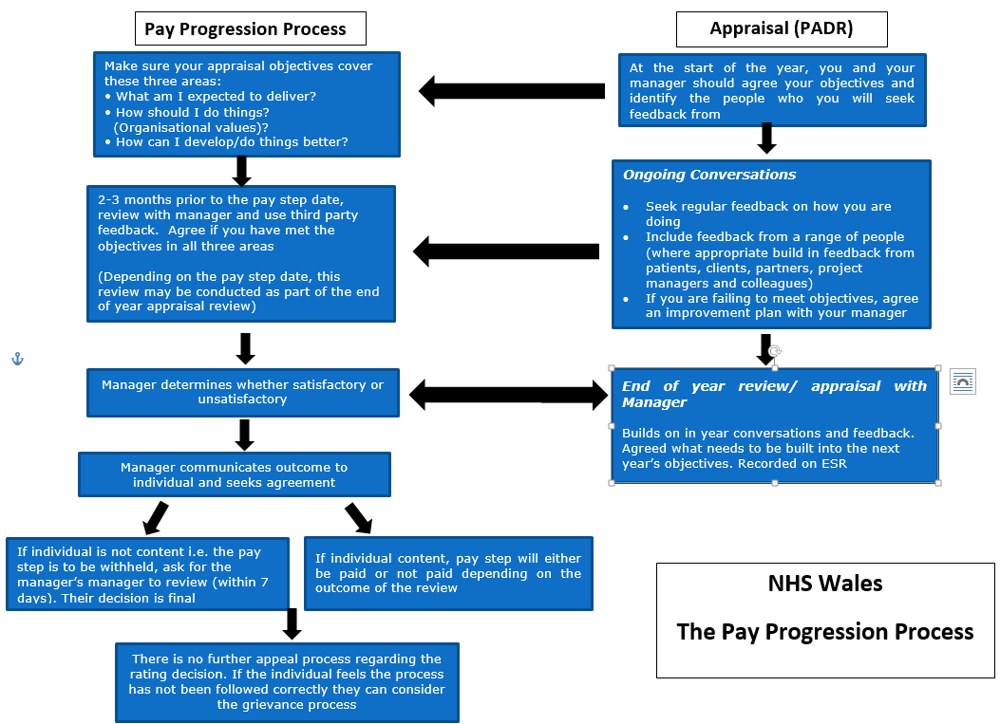 Pay Progression Process
Make sure your appraisal objectives cover
these three areas:
• What am I expected to deliver?
• How should I do things?
(Organisational values)?
• How can I develop/do things better?
2-3 months prior to the pay step date,
review with manager and use third party
feedback.  Agree if you have met the
objectives in all three areas
(Depending on the pay step date, this
review may be conducted as part of the end
of year appraisal review)
Manager determines whether satisfactory or
unsatisfactory
Manager communicates outcome to
individual and seeks agreement
If individual is not content i.e. the pay
step is to be withheld, ask for the
manager’s manager to review (within 7
days). Their decision is final
If individual content, pay step will either
be paid or not paid depending on the
outcome of the review
There is no further appeal process regarding the
rating decision. If the individual feels the process
has not been followed correctly they can consider
the grievance process
Appraisal (PADR)
At the start of the year, you and your
manager should agree your objectives and
identify the people who you will seek
feedback from
Ongoing Conversations
• Seek regular feedback on how you are
doing
• Include feedback from a range of people
(where appropriate build in feedback from
patients, clients, partners, project
managers and colleagues)
• If you are failing to meet objectives, agree
an improvement plan with your manager
End of year review/ appraisal with
Manager
Builds on in year conversations and feedback.
Agreed what needs to be built into the next
year’s objectives. Recorded on ESR
NHS Wales
The Pay Progression Process